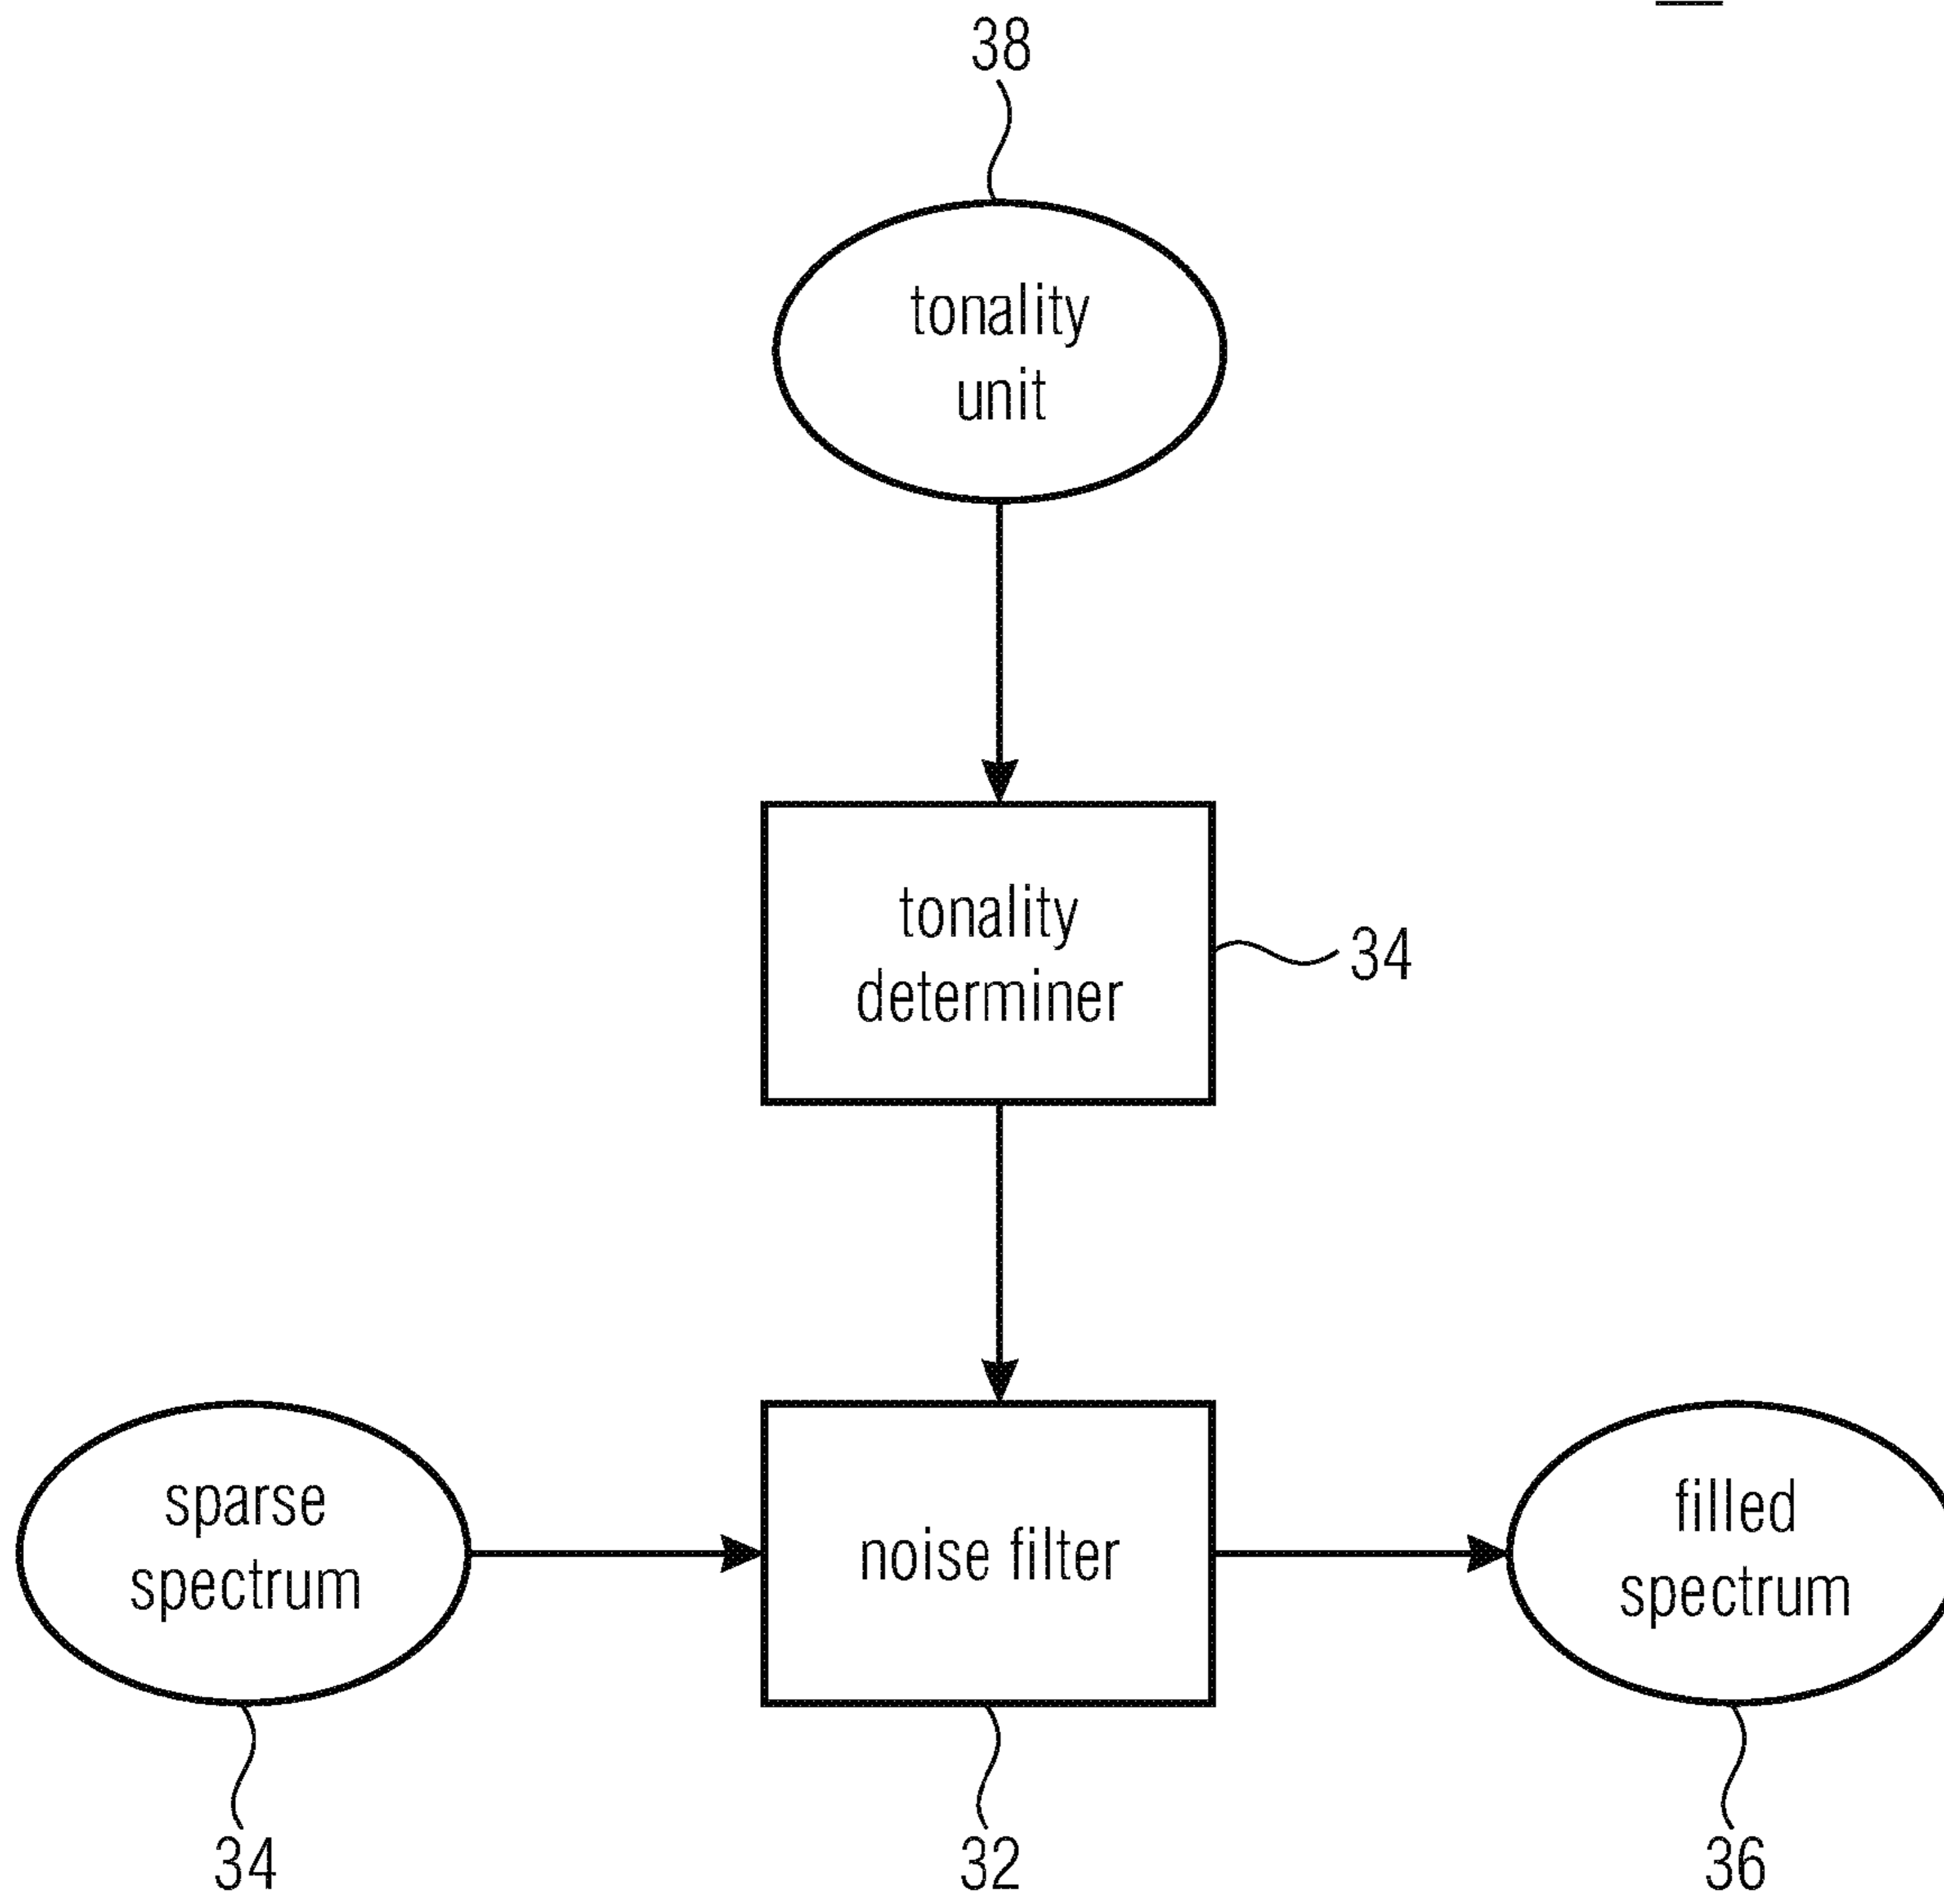 38
tonality
unit
tonality
determiner
34
sparse
spectrum
noise filter
filled
spectrum
34
32
36